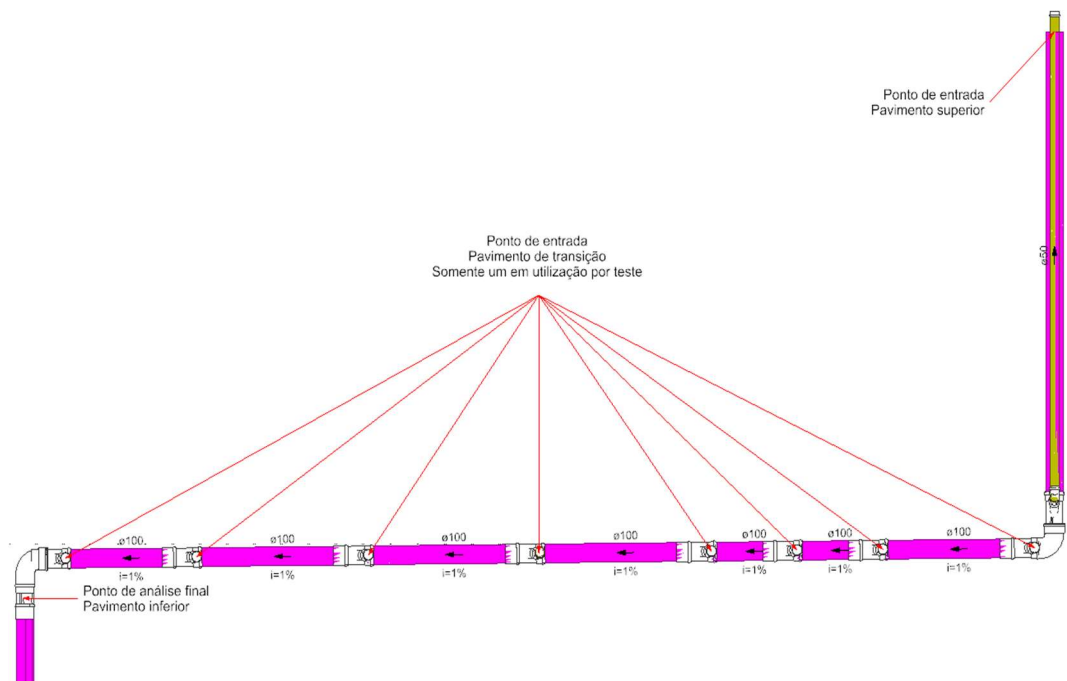 Ponto de entrada
Pavimento superior
Ponto de entrada
Pavimento de transição
Somente um em utilização por teste
ø50
ø100
ø100
ø100
ø100
ø100
ø100
ø100
i=1%
i=1%
i=1%
i=1%
i=1%
i=1%
i=1%
Ponto de análise final
Pavimento inferior